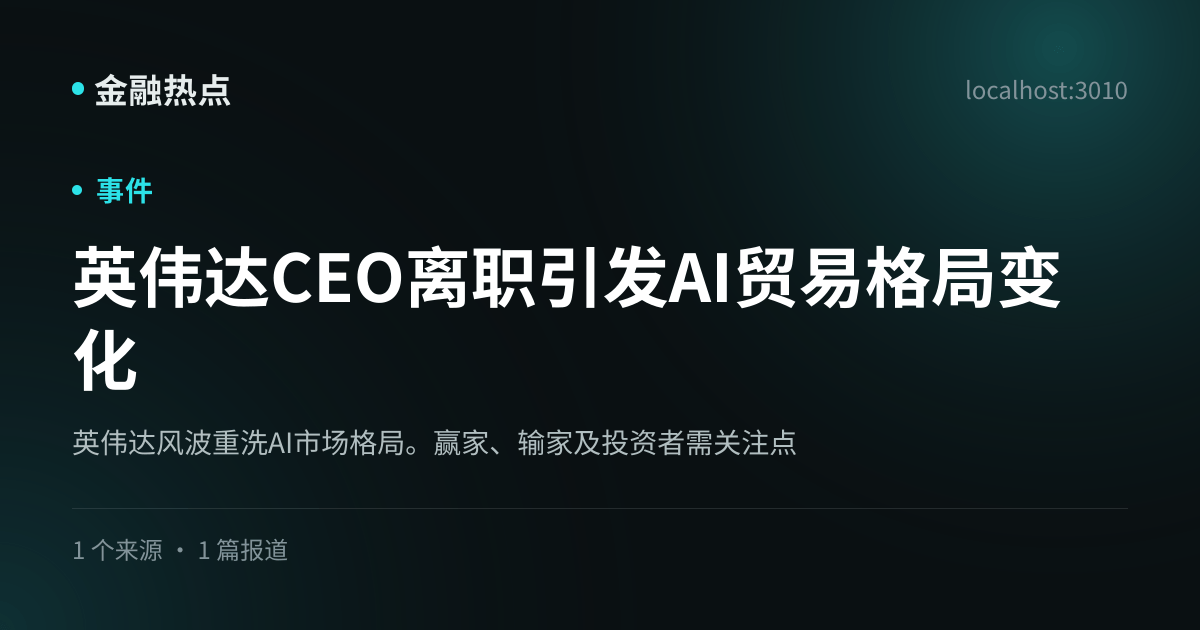 金融热点
localhost:3010
事件
英伟达CEO离职引发AI贸易格局变
化
英伟达风波重洗AI市场格局。赢家、输家及投资者需关注点
1 个来源 • 1 篇报道